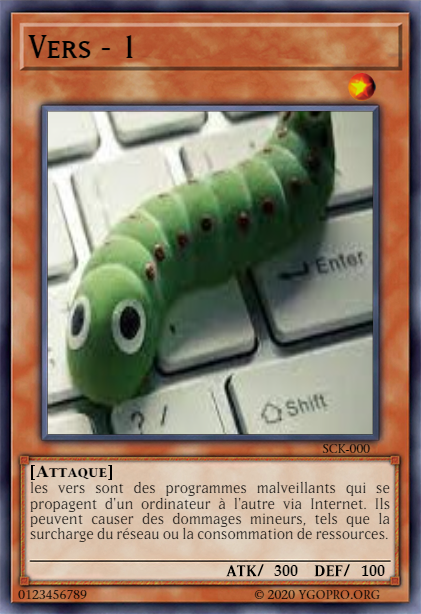 Vers - 1
Enter
? /
Shift
SCK-000
[Attaque]
les vers sont des programmes malveillants qui se
propagent d'un ordinateur à l'autre via Internet. Ils
peuvent causer des dommages mineurs, tels que la
surcharge du réseau ou la consommation de ressources.
ATK/ 300 DEF/ 100
0123456789 © 2020 YGOPRO.ORG